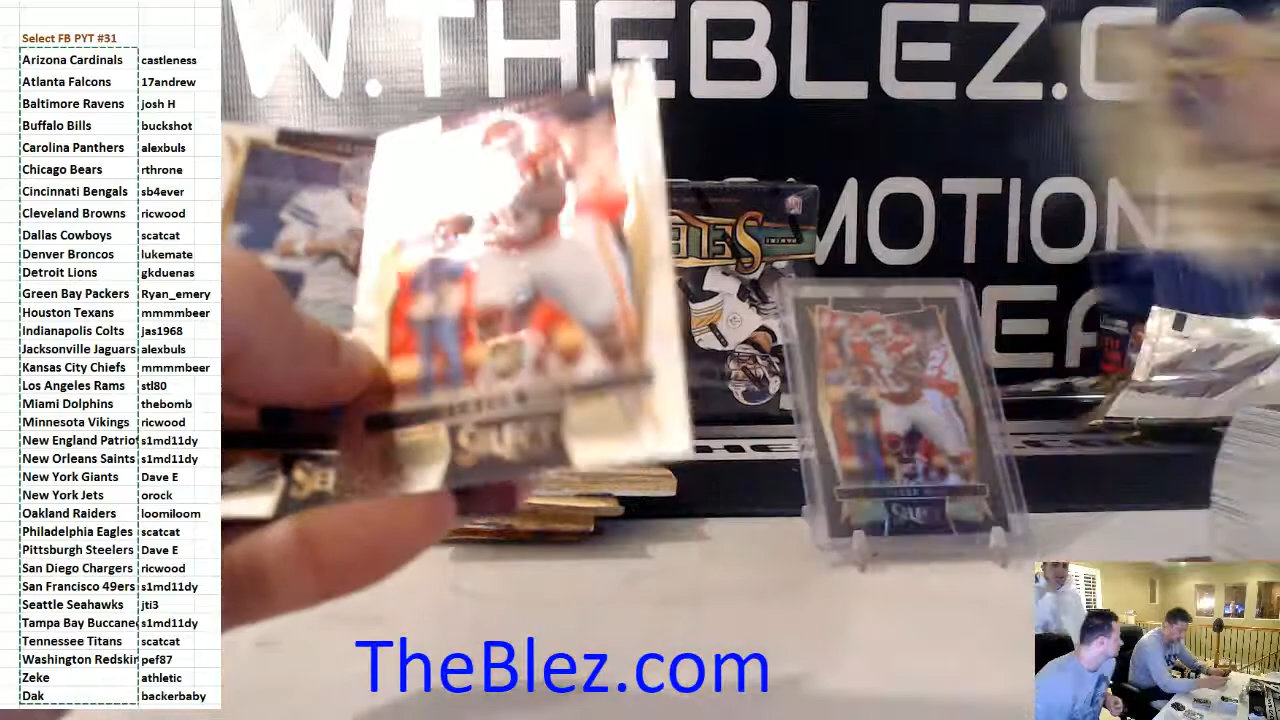 Select FB PYT #31
Arizona Cardinals castleness
Atlanta Falcons 17andrew
Baltimore Ravens josh H
Buffalo Bills buckshot
Carolina Panthers alexbuls
Chicago Bears rthrone
Cincinnati Bengals sb4ever
Cleveland Browns ricwood
Dallas Cowboys scatcat
Denver Broncos lukemate
Detroit Lions gkduenas
Green Bay Packers Ryan_emery
Houston Texans mmmmbeer
Indianapolis Colts jas1968
Jacksonville Jaguars alexbuls
Kansas City Chiefs mmmmbeer
Los Angeles Rams stl80
Miami Dolphins thebomb
Minnesota Vikings ricwood
New England Patriot s1md11dy
New Orleans Saints s1md11dy
New York Giants Dave E
New York Jets orock
Oakland Raiders loomiloom
Philadelphia Eagles scatcat
Pittsburgh Steelers Dave E
San Diego Chargers ricwood
San Francisco 49ers s1md11dy
Seattle Seahawks jti3
Tampa Bay Buccane s1md11dy
Tennessee Titans scatcat
Washington Redskin pef87
Zeke athletic
Dak backerbaby
W.THEBLEZ.CO
MOTION
EA
SELECT
TheBlez.com